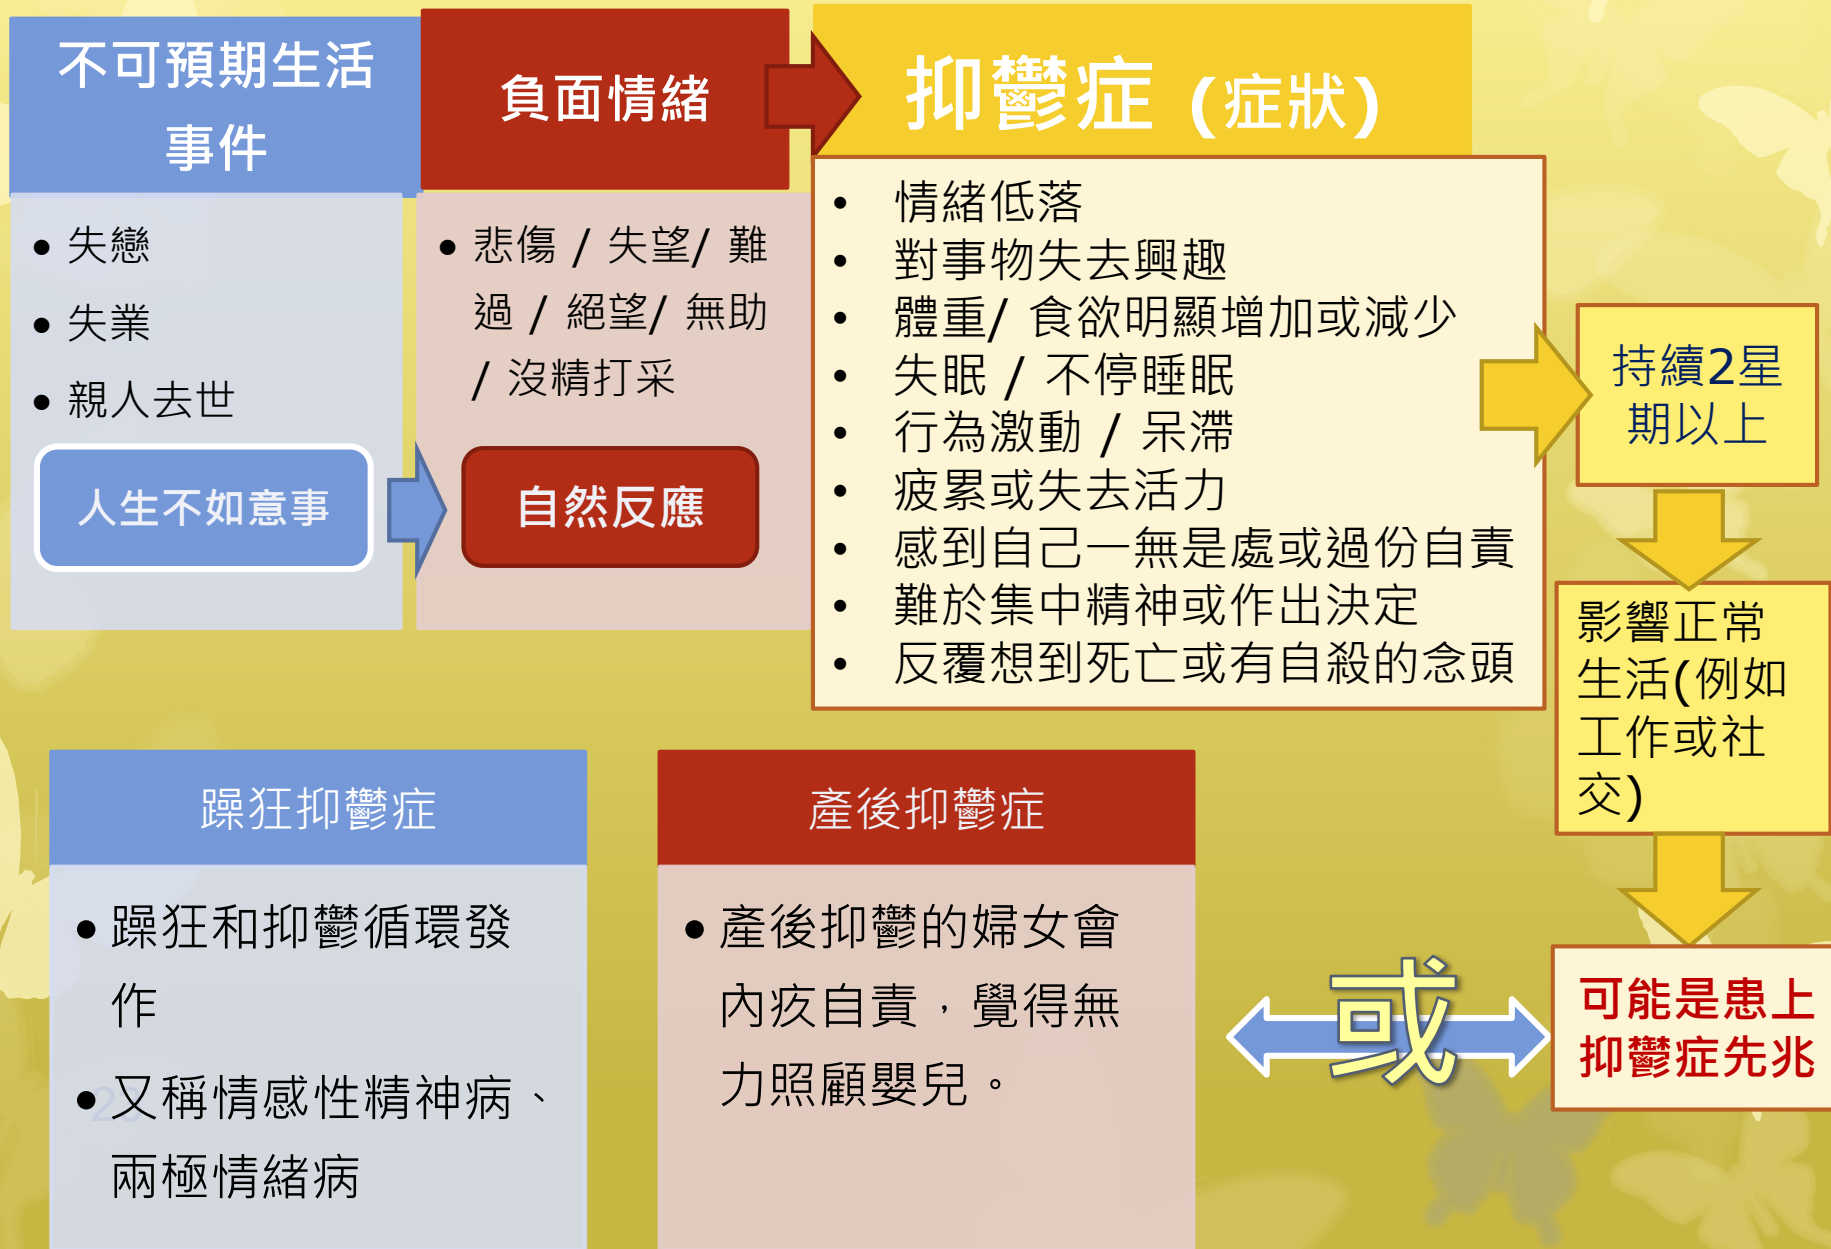 不可預期生活
事件
• 失戀
• 失業
• 親人去世
人生不如意事
負面情緒
• 悲傷 / 失望/ 難
過 / 絕望/ 無助
/ 沒精打采
自然反應
抑鬱症 (症狀)
• 情緒低落
• 對事物失去興趣
• 體重/ 食欲明顯增加或減少
• 失眠 / 不停睡眠
• 行為激動 / 呆滯
• 疲累或失去活力
• 感到自己一無是處或過份自責
• 難於集中精神或作出決定
• 反覆想到死亡或有自殺的念頭
持續2星
期以上
影響正常
生活(例如
工作或社
交)
可能是患上
抑鬱症先兆
或
躁狂抑鬱症
• 躁狂和抑鬱循環發
作
• 又稱情感性精神病、
兩極情緒病
產後抑鬱症
• 產後抑鬱的婦女會
內疚自責，覺得無
力照顧嬰兒。